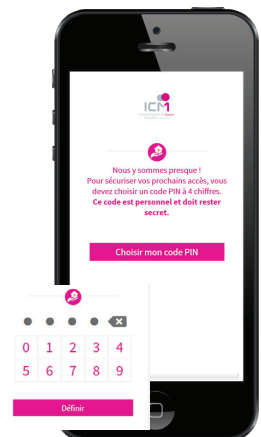 ICM
Nous y sommes presque !
Pour sécuriser vos prochains accès, vous
devez choisir un code PIN à 4 chiffres.
Ce code est personnel et doit rester
secret.
Choisir mon code PIN
0 1 2 3 4
5 6 7 8 9
Définir